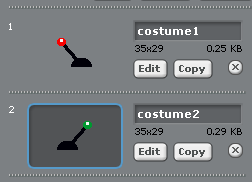 1
costume1
35x29 0.25 KB
Edit Copy
2
costume2
35x29 0.29 KB
Edit Copy